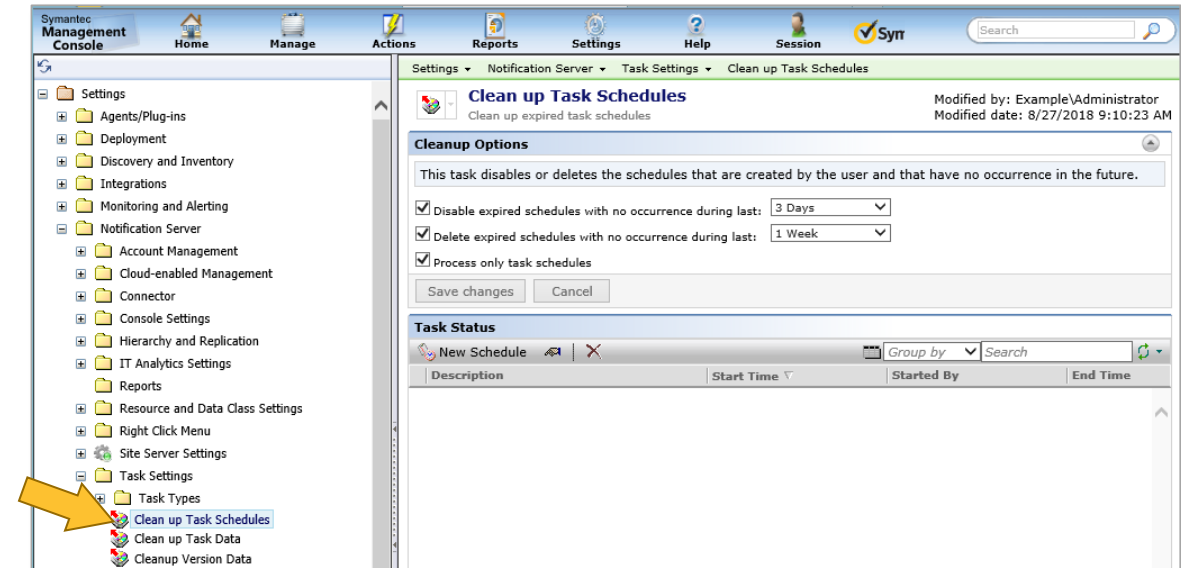 Symantec
Management
Console
Home
Manage
Actions
Reports
Settings
Help
Session
Sym
Search
Settings
Agents/Plug-ins
Deployment
Discovery and Inventory
Integrations
Monitoring and Alerting
Notification Server
Account Management
Cloud-enabled Management
Connector
Console Settings
Hierarchy and Replication
IT Analytics Settings
Reports
Resource and Data Class Settings
Right Click Menu
Site Server Settings
Task Settings
Task Types
Clean up Task Schedules
Clean up Task Data
Cleanup Version Data
Settings Notification Server Task Settings Clean up Task Schedules
Clean up Task Schedules
Clean up expired task schedules
Modified by: Example\Administrator
Modified date: 8/27/2018 9:10:23 AM
Cleanup Options
This task disables or deletes the schedules that are created by the user and that have no occurrence in the future.
Disable expired schedules with no occurrence during last: 3 Days
Delete expired schedules with no occurrence during last: 1 Week
Process only task schedules
Save changes Cancel
Task Status
New Schedule Group by Search
Description Start Time Started By End Time